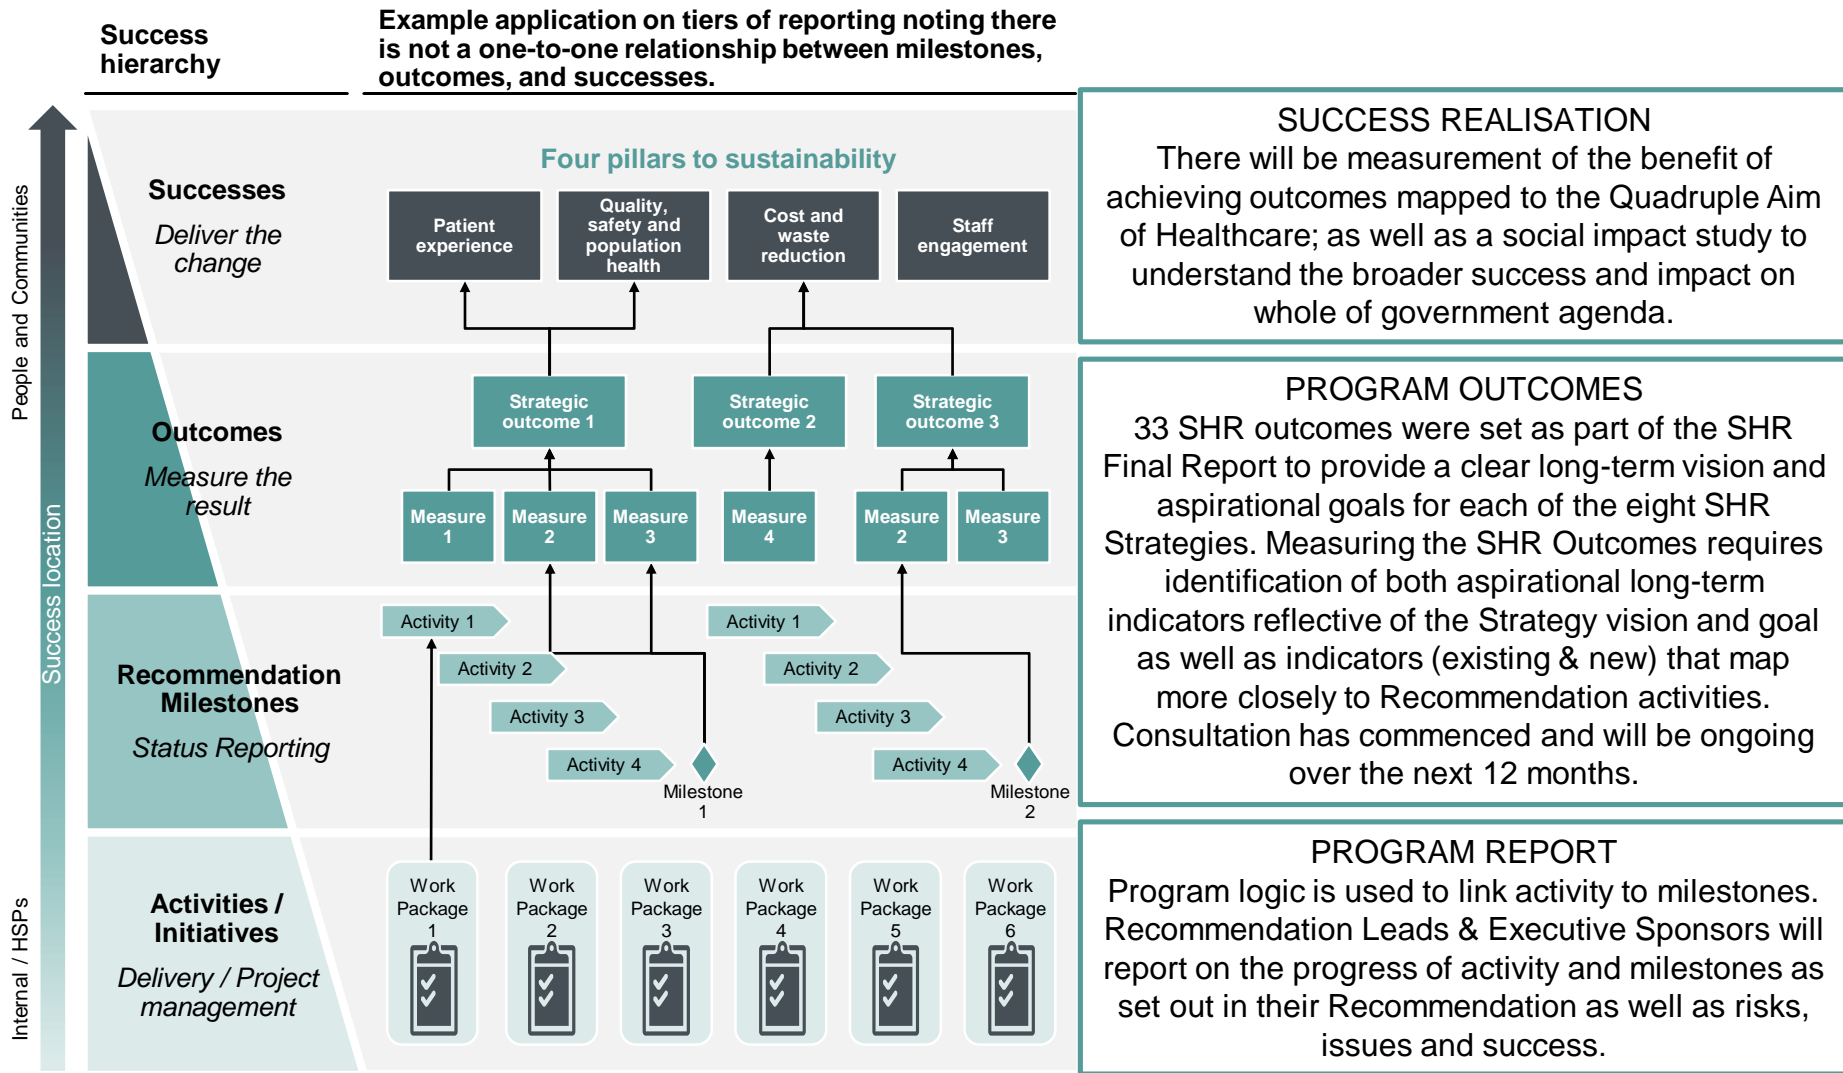 Success
hierarchy
Example application on tiers of reporting noting there
is not a one-to-one relationship between milestones,
outcomes, and successes.
People and Communities
Success location
Internal / HSPs
Successes
Deliver the
change
Four pillars to sustainability
Patient
experience
Quality,
safety and
population
health
Cost and
waste
reduction
Staff
engagement
SUCCESS REALISATION
There will be measurement of the benefit of
achieving outcomes mapped to the Quadruple Aim
of Healthcare; as well as a social impact study to
understand the broader success and impact on
whole of government agenda.
Outcomes
Measure the
result
Strategic
outcome 1
Strategic
outcome 2
Strategic
outcome 3
Measure
1
Measure
2
Measure
3
Measure
4
Measure
2
Measure
3
PROGRAM OUTCOMES
33 SHR outcomes were set as part of the SHR
Final Report to provide a clear long-term vision and
aspirational goals for each of the eight SHR
Strategies. Measuring the SHR Outcomes requires
identification of both aspirational long-term
indicators reflective of the Strategy vision and goal
as well as indicators (existing & new) that map
more closely to Recommendation activities.
Consultation has commenced and will be ongoing
over the next 12 months.
Recommendation
Milestones
Status Reporting
Activity 1
Activity 2
Activity 3
Activity 4
Milestone
1
Activity 1
Activity 2
Activity 3
Activity 4
Milestone
2
Activities /
Initiatives
Delivery / Project
management
Work
Package
1
Work
Package
2
Work
Package
3
Work
Package
4
Work
Package
5
Work
Package
6
PROGRAM REPORT
Program logic is used to link activity to milestones.
Recommendation Leads & Executive Sponsors will
report on the progress of activity and milestones as
set out in their Recommendation as well as risks,
issues and success.